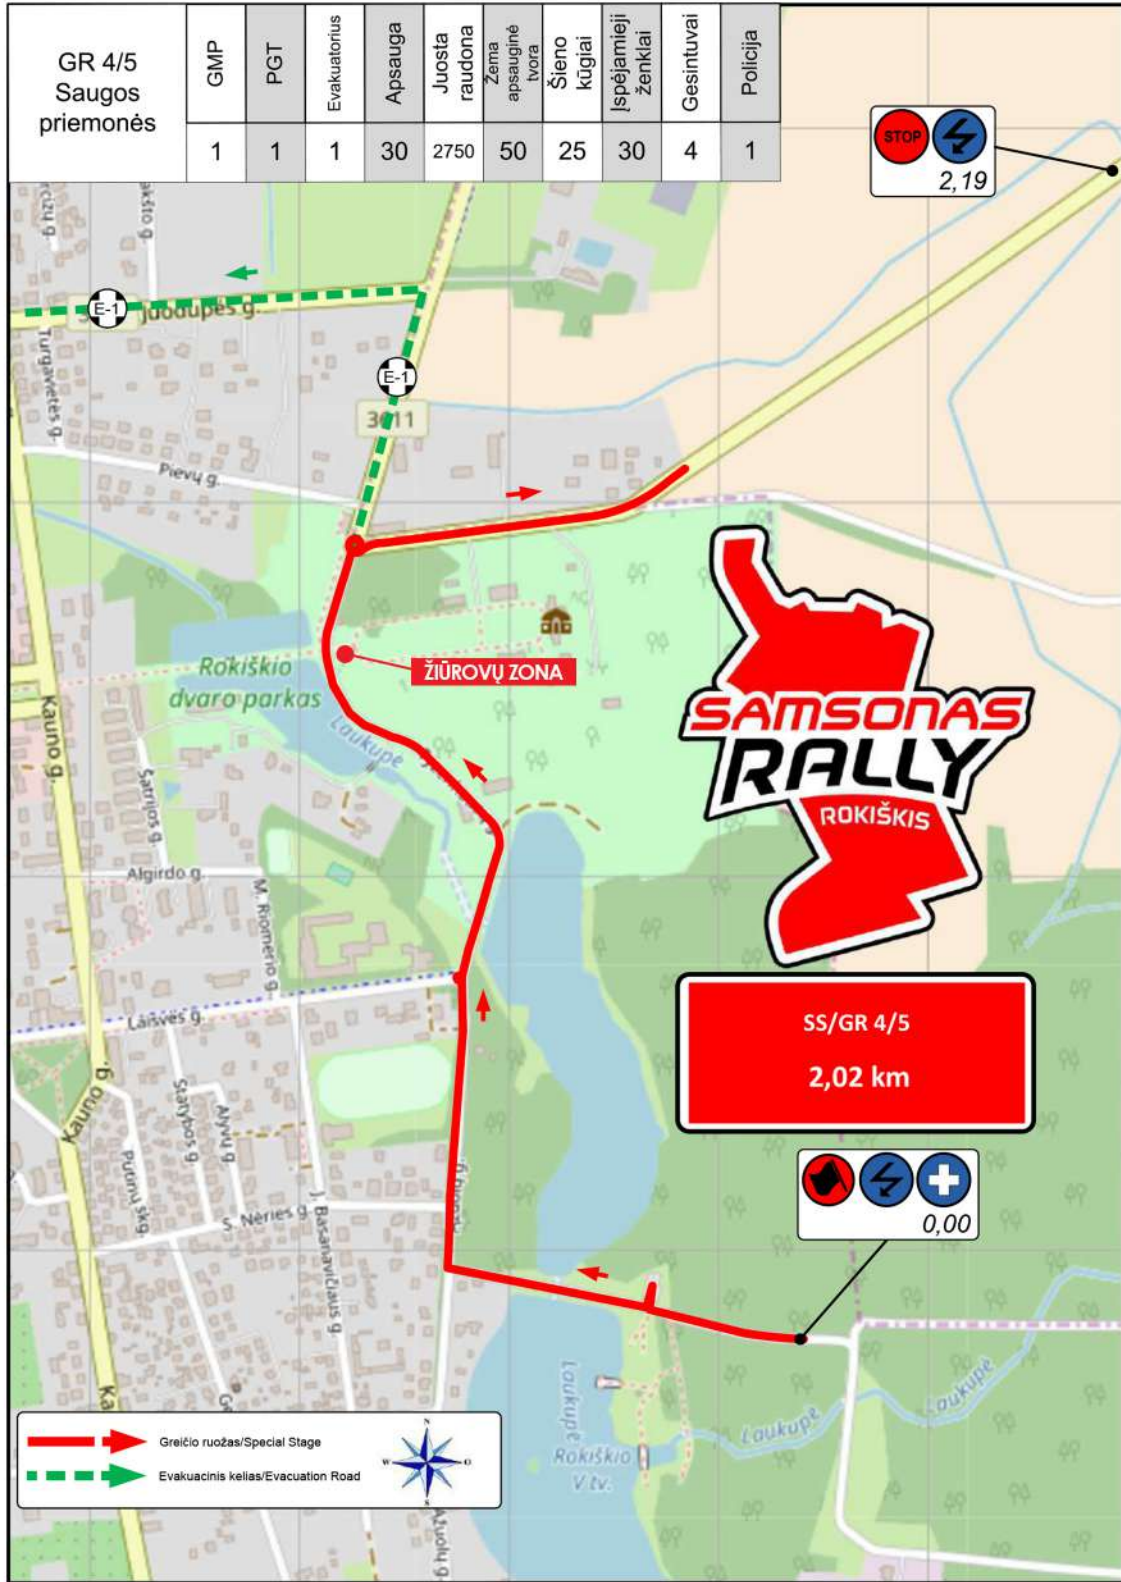 GR 4/5
Saugos
priemonės
GMP
PGT
Evakuatorius
Apsauga
Juosta
raudona
Žema
apsauginė
tvora
Šieno
kūgiai
Įspėjamieji
ženklai
Gesintuvai
Policija
1
1
1
30
2750
50
25
30
4
1
STOP
2,19
E-1
Juodupės g.
E-1
Turgavietės g.
3611
Pievų g.
Rokiškio
dvaro parkas
ŽIŪROVŲ ZONA
Kauno g.
Laukupė
Šatrijos g.
Algirdo g.
M. Riomerio g.
SAMSONAS
RALLY
ROKIŠKIS
SS/GR 4/5
2,02 km
Laisvės g.
Kauno g.
Statybos g
Alyvų g
Putinų skg.
S. Nėries g
J. Basanavičiaus g
0,00
Laukupė
Laukupė
Laukupė
Rokiškio
V tv.
Ąžuolų g.
Greičio ruožas/Special Stage
Evakuacinis kelias/Evacuation Road
N
W
O
S